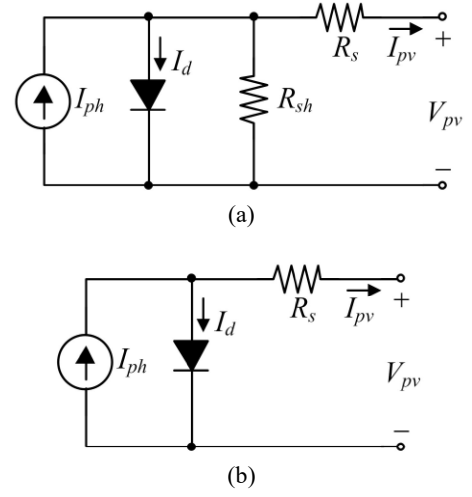 R_s I_pv +
I_ph I_d R_sh V_pv
−
(a)
R_s I_pv +
I_ph I_d V_pv
−
(b)